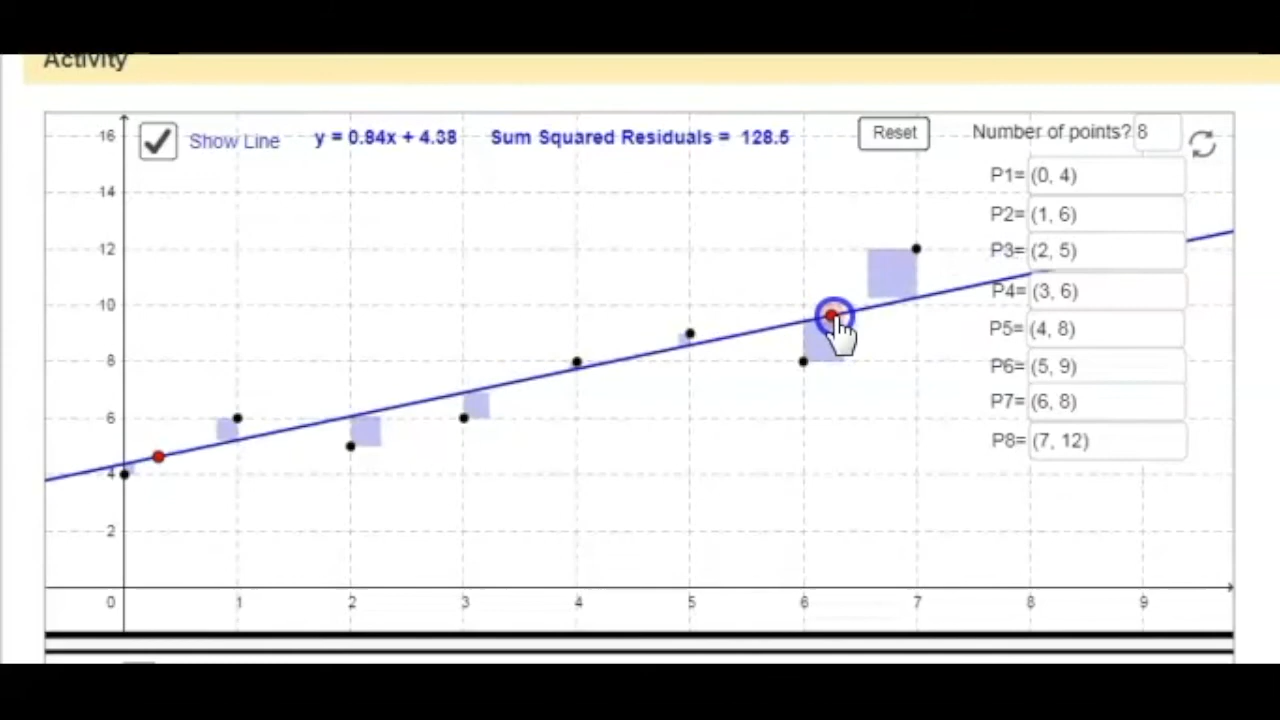 Activity
Show Line y = 0.84x + 4.38 Sum Squared Residuals = 128.5 Reset Number of points? 8
P1= (0, 4)
P2= (1, 6)
P3= (2, 5)
P4= (3, 6)
P5= (4, 8)
P6= (5, 9)
P7= (6, 8)
P8= (7, 12)
16
14
12
10
8
6
4
2
0 1 2 3 4 5 6 7 8 9